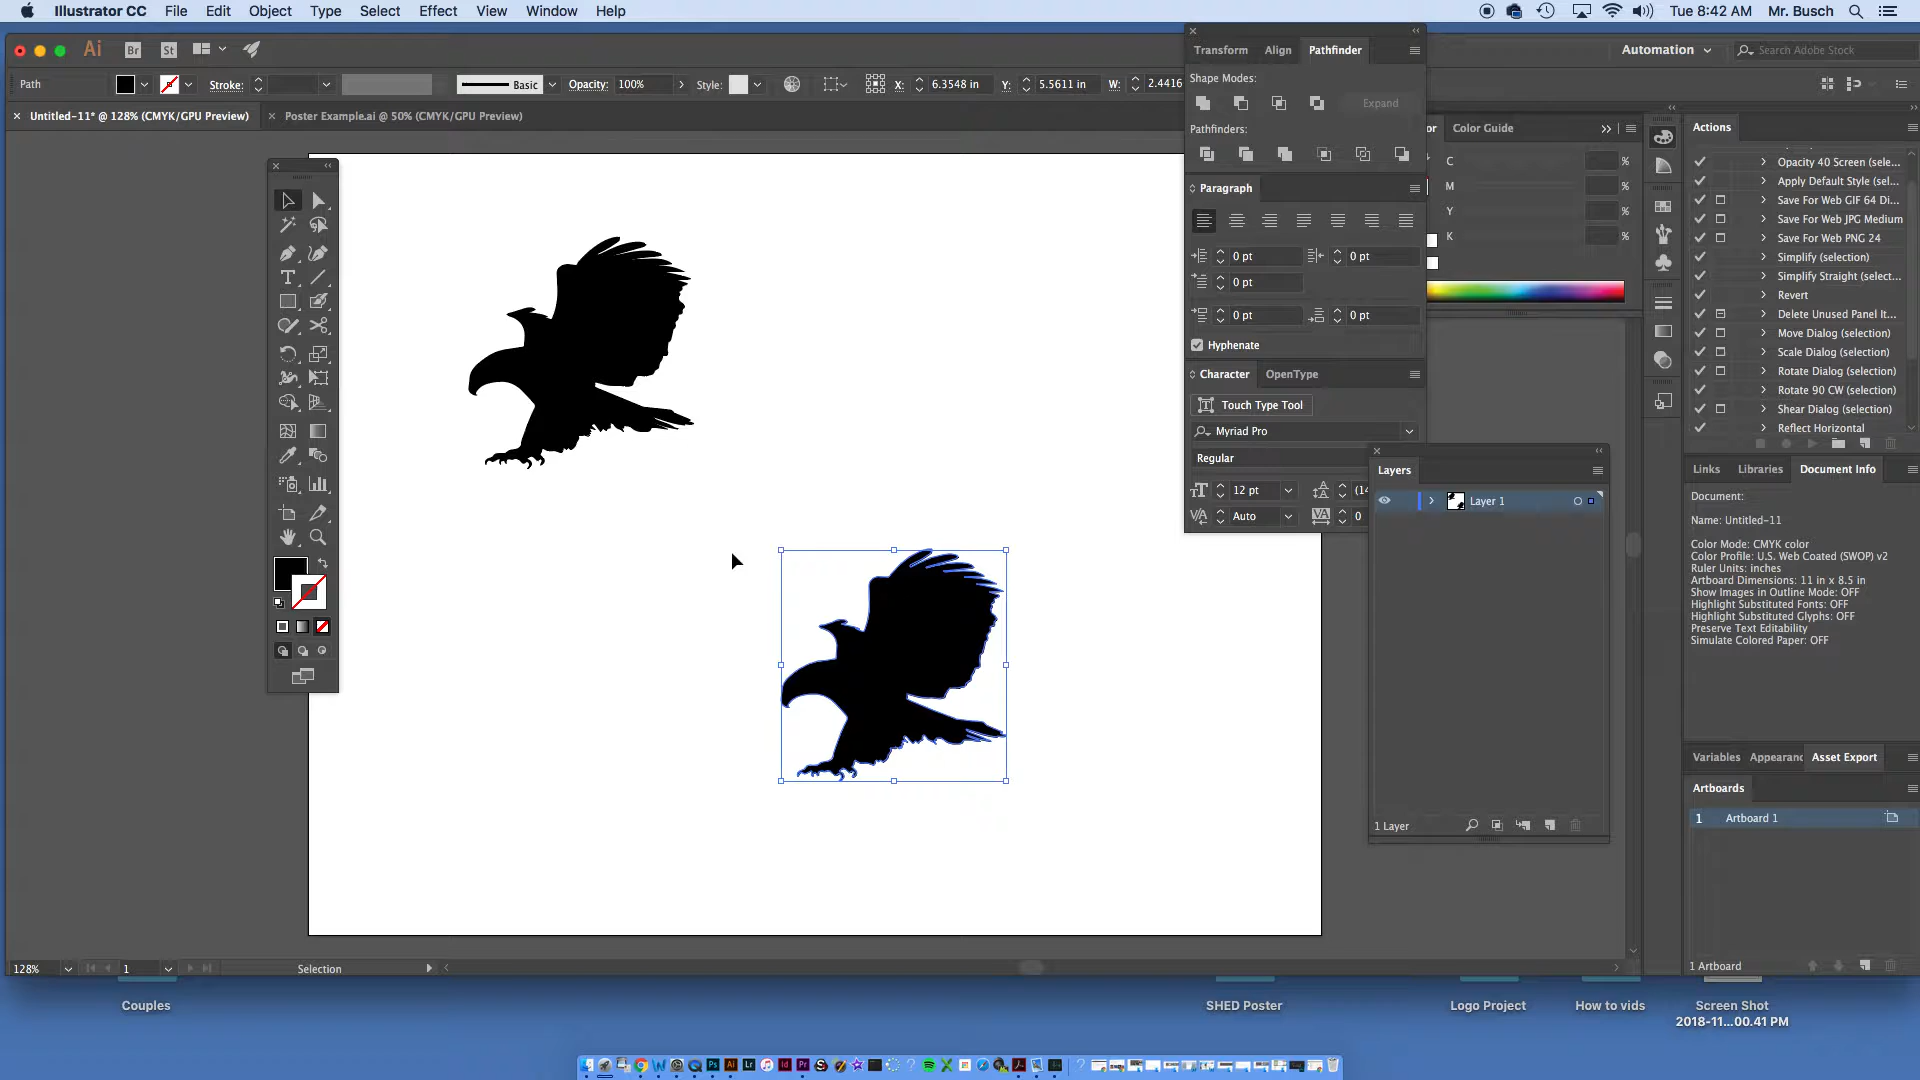 Illustrator CC File Edit Object Type Select Effect View Window Help
Tue 8:42 AM Mr. Busch
Ai Br St
Automation
Search Adobe Stock
Path
Stroke:
Basic
Opacity: 100%
Style:
X: 6.3548 in
Y: 5.5611 in
W: 2.4416
Untitled-11* @ 128% (CMYK/GPU Preview)
Poster Example.ai @ 50% (CMYK/GPU Preview)
Transform Align Pathfinder
Shape Modes:
Expand
Pathfinders:
Paragraph
0 pt 0 pt
0 pt
0 pt 0 pt
Hyphenate
Character OpenType
Touch Type Tool
Myriad Pro
Regular
12 pt (14
Auto 0
or Color Guide
C %
M %
Y %
K %
Layers
Layer 1
1 Layer
Actions
Opacity 40 Screen (sele...
Apply Default Style (sel...
Save For Web GIF 64 Di...
Save For Web JPG Medium
Save For Web PNG 24
Simplify (selection)
Simplify Straight (select...
Revert
Delete Unused Panel It...
Move Dialog (selection)
Scale Dialog (selection)
Rotate Dialog (selection)
Rotate 90 CW (selection)
Shear Dialog (selection)
Reflect Horizontal
Links Libraries Document Info
Document:
Name: Untitled-11
Color Mode: CMYK color
Color Profile: U.S. Web Coated (SWOP) v2
Ruler Units: inches
Artboard Dimensions: 11 in x 8.5 in
Show Images in Outline Mode: OFF
Highlight Substituted Fonts: OFF
Highlight Substituted Glyphs: OFF
Preserve Text Editability
Simulate Colored Paper: OFF
Variables Appearanc Asset Export
Artboards
1 Artboard 1
1 Artboard
128% 1 Selection
Couples
SHED Poster
Logo Project
How to vids
Screen Shot
2018-11...00.41 PM